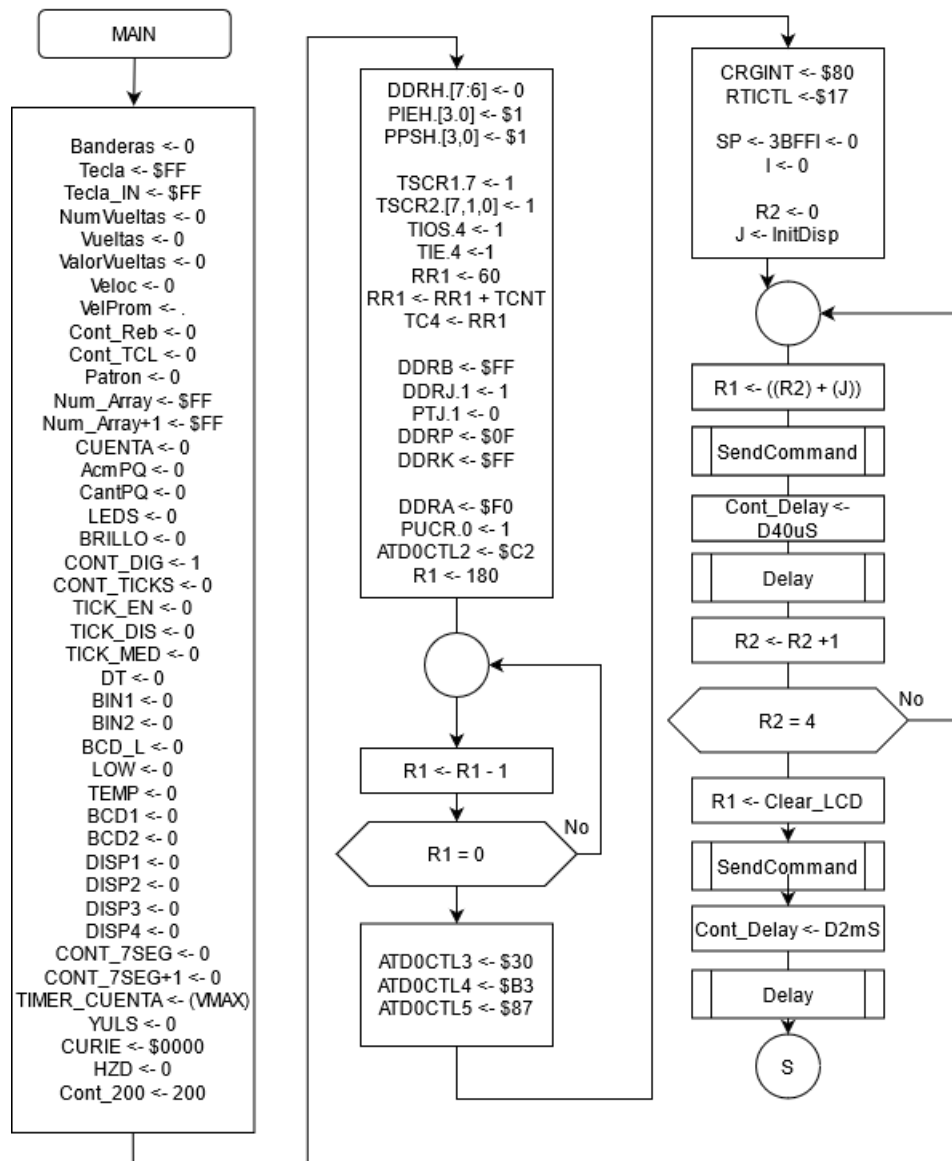 MAIN
Banderas <- 0
Tecla <- $FF
Tecla_IN <- $FF
NumVueltas <- 0
Vueltas <- 0
ValorVueltas <- 0
Veloc <- 0
VelProm <- .
Cont_Reb <- 0
Cont_TCL <- 0
Patron <- 0
Num_Array <- $FF
Num_Array+1 <- $FF
CUENTA <- 0
AcmPQ <- 0
CantPQ <- 0
LEDS <- 0
BRILLO <- 0
CONT_DIG <- 1
CONT_TICKS <- 0
TICK_EN <- 0
TICK_DIS <- 0
TICK_MED <- 0
DT <- 0
BIN1 <- 0
BIN2 <- 0
BCD_L <- 0
LOW <- 0
TEMP <- 0
BCD1 <- 0
BCD2 <- 0
DISP1 <- 0
DISP2 <- 0
DISP3 <- 0
DISP4 <- 0
CONT_7SEG <- 0
CONT_7SEG+1 <- 0
TIMER_CUENTA <- (VMAX)
YULS <- 0
CURIE <- $0000
HZD <- 0
Cont_200 <- 200
DDRH.[7:6] <- 0
PIEH.[3.0] <- $1
PPSH.[3,0] <- $1
TSCR1.7 <- 1
TSCR2.[7,1,0] <- 1
TIOS.4 <- 1
TIE.4 <-1
RR1 <- 60
RR1 <- RR1 + TCNT
TC4 <- RR1
DDRB <- $FF
DDRJ.1 <- 1
PTJ.1 <- 0
DDRP <- $0F
DDRK <- $FF
DDRA <- $F0
PUCR.0 <- 1
ATD0CTL2 <- $C2
R1 <- 180
R1 <- R1 - 1
R1 = 0
No
ATD0CTL3 <- $30
ATD0CTL4 <- $B3
ATD0CTL5 <- $87
CRGINT <- $80
RTICTL <-$17
SP <- 3BFFI <- 0
I <- 0
R2 <- 0
J <- InitDisp
R1 <- ((R2) + (J))
SendCommand
Cont_Delay <-
D40uS
Delay
R2 <- R2 +1
R2 = 4
No
R1 <- Clear_LCD
SendCommand
Cont_Delay <- D2mS
Delay
S